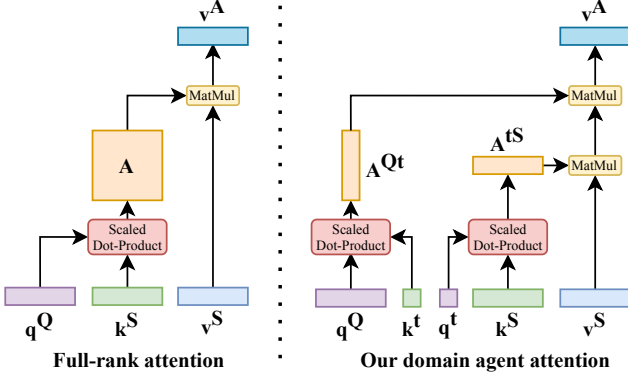 v^A
MatMul
A
Scaled
Dot-Product
q^Q
k^S
v^S
Full-rank attention
v^A
MatMul
A^Qt
A^tS
MatMul
Scaled
Dot-Product
Scaled
Dot-Product
q^Q
k^t
q^t
k^S
v^S
Our domain agent attention